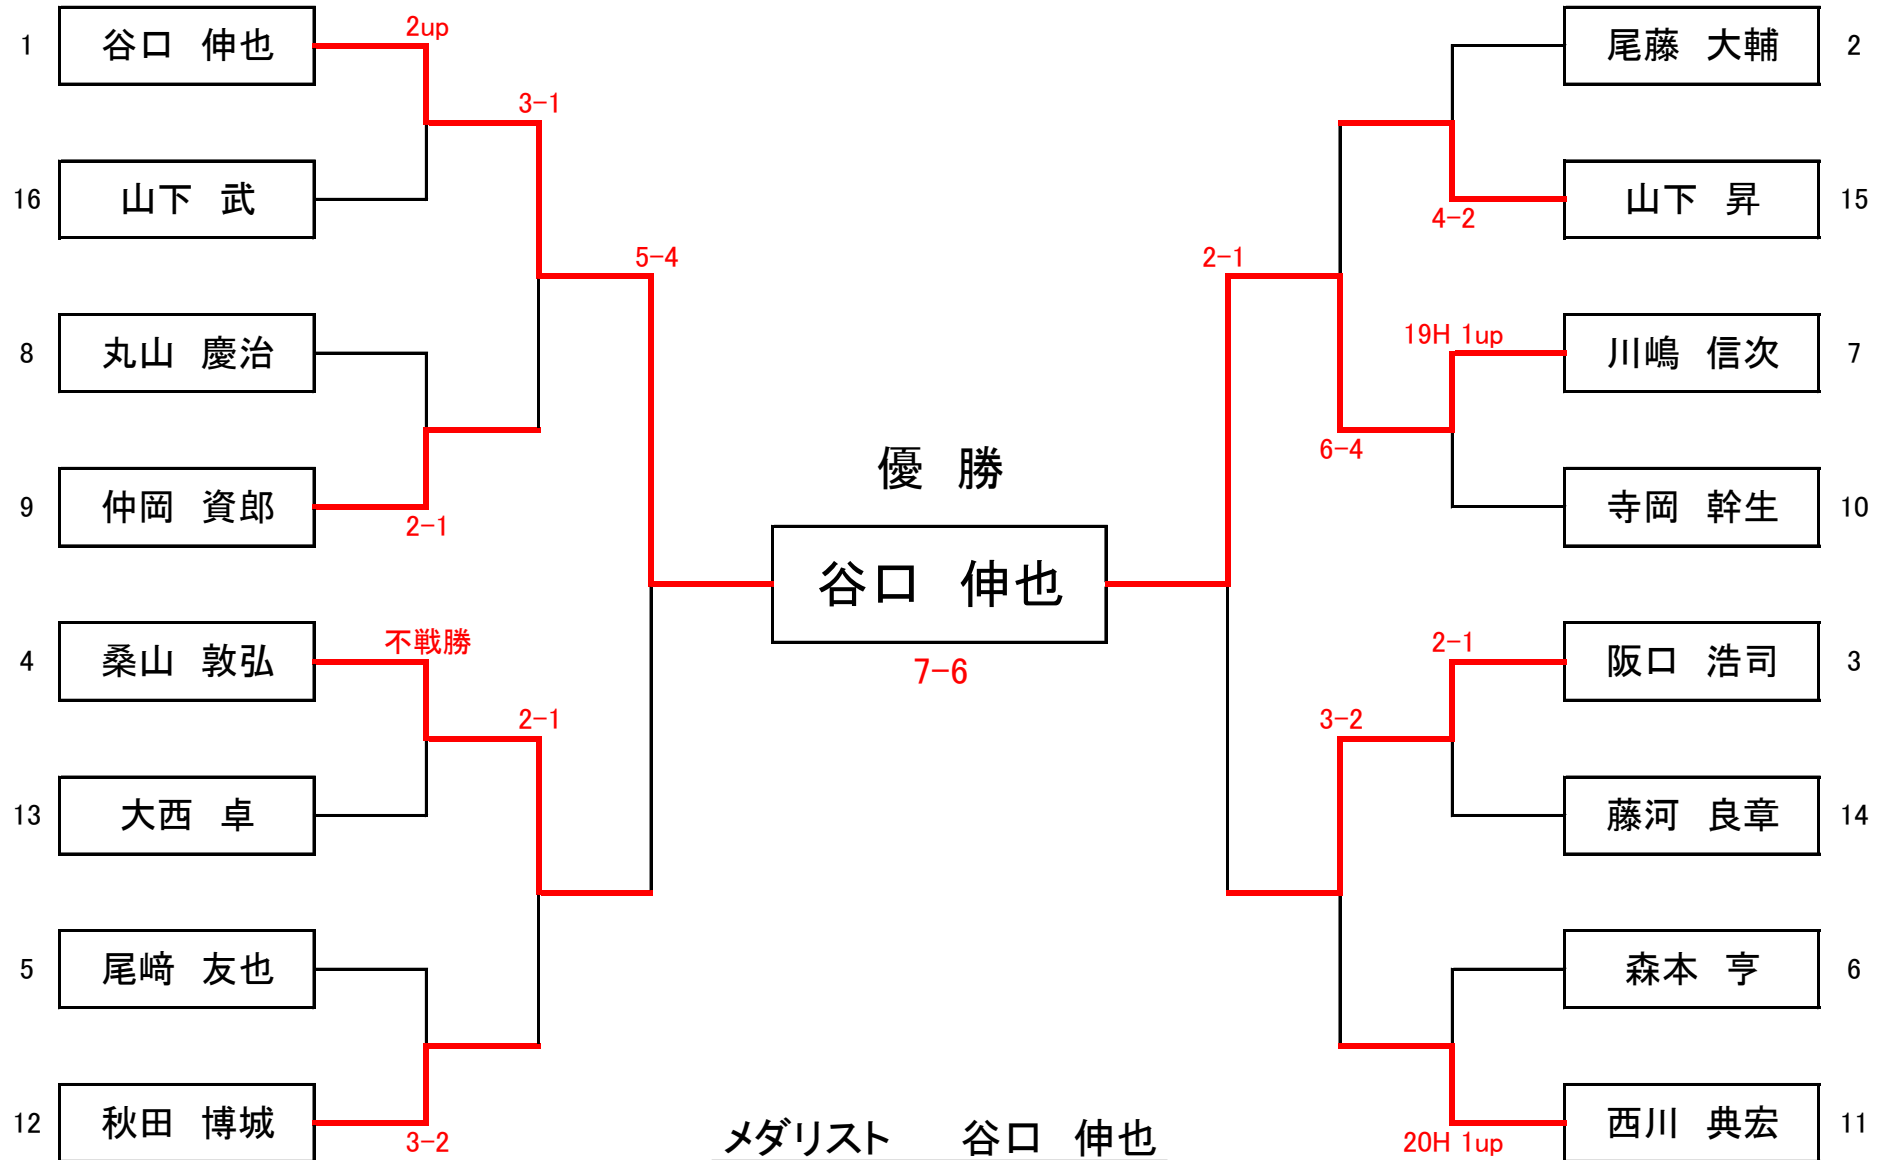 2up
1 谷口 伸也
尾藤 大輔 2
3-1
16 山下 武
山下 昇 15
4-2
5-4
2-1
8 丸山 慶治
19H 1up
川嶋 信次 7
6-4
優 勝
9 仲岡 資郎
寺岡 幹生 10
2-1
谷口 伸也
7-6
4 桑山 敦弘
不戦勝
2-1
阪口 浩司 3
2-1
3-2
13 大西 卓
藤河 良章 14
5 尾﨑 友也
森本 亨 6
12 秋田 博城
3-2
メダリスト 谷口 伸也
西川 典宏 11
20H 1up